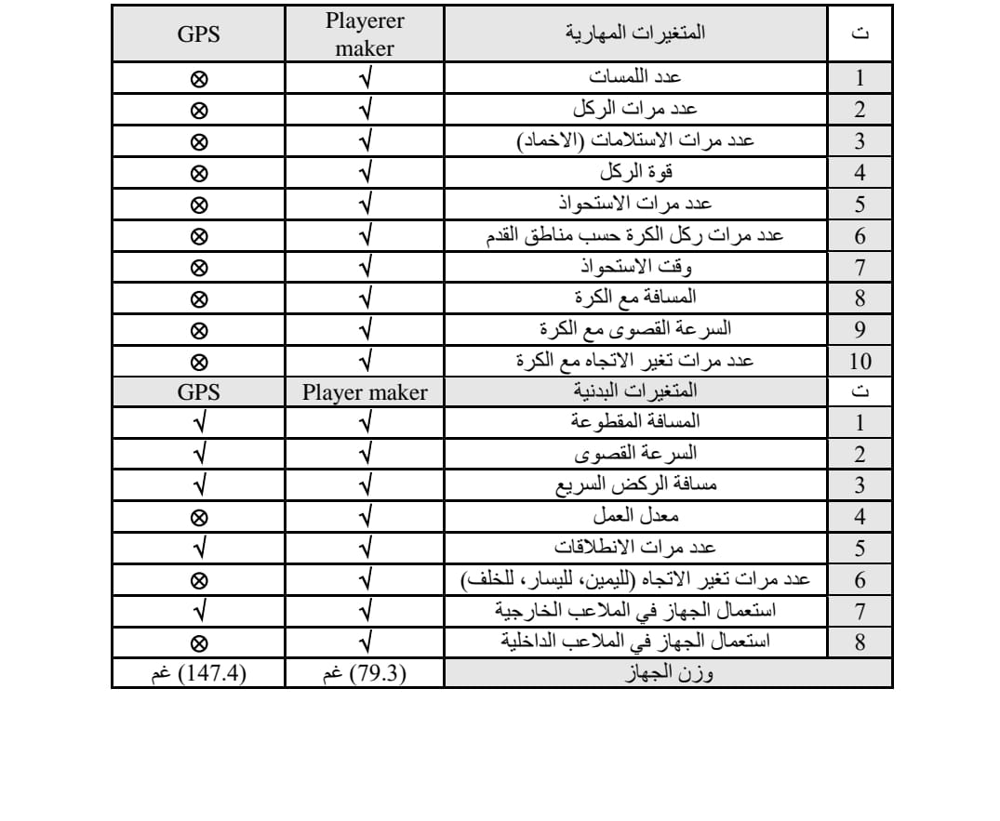 ت المتغيرات المهارية Playerer maker GPS
1 عدد اللمسات √ ⊗
2 عدد مرات الركل √ ⊗
3 عدد مرات الاستلامات (الاخماد) √ ⊗
4 قوة الركل √ ⊗
5 عدد مرات الاستحواذ √ ⊗
6 عدد مرات ركل الكرة حسب مناطق القدم √ ⊗
7 وقت الاستحواذ √ ⊗
8 المسافة مع الكرة √ ⊗
9 السرعة القصوى مع الكرة √ ⊗
10 عدد مرات تغير الاتجاه مع الكرة √ ⊗
ت المتغيرات البدنية Player maker GPS
1 المسافة المقطوعة √ √
2 السرعة القصوى √ √
3 مسافة الركض السريع √ √
4 معدل العمل √ ⊗
5 عدد مرات الانطلاقات √ √
6 عدد مرات تغير الاتجاه (لليمين، لليسار، للخلف) √ ⊗
7 استعمال الجهاز في الملاعب الخارجية √ √
8 استعمال الجهاز في الملاعب الداخلية √ ⊗
وزن الجهاز (79.3) غم (147.4) غم